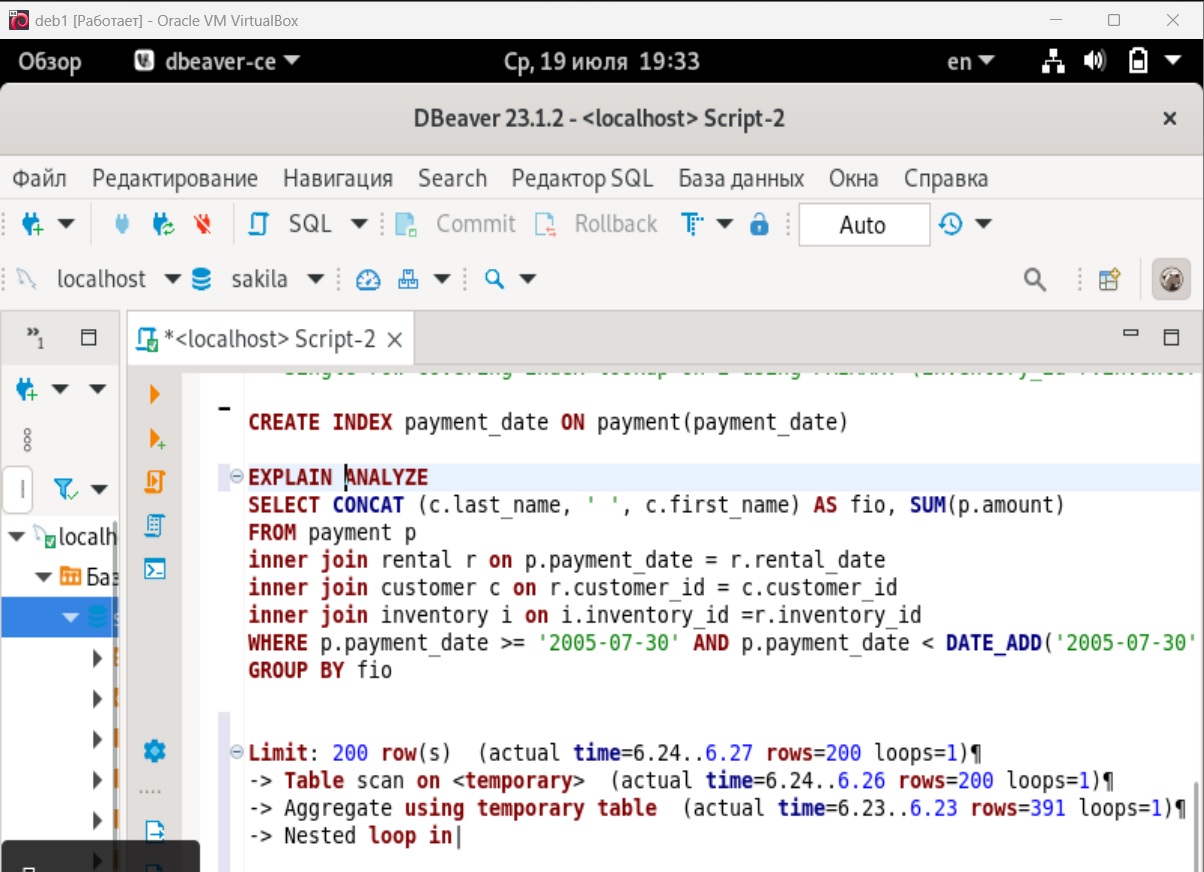 deb1 [Работает] - Oracle VM VirtualBox
Обзор dbeaver-ce Ср, 19 июля 19:33 en
DBeaver 23.1.2 - <localhost> Script-2
Файл Редактирование Навигация Search Редактор SQL База данных Окна Справка
SQL Commit Rollback Auto
localhost sakila
»1 *<localhost> Script-2
CREATE INDEX payment_date ON payment(payment_date)
EXPLAIN ANALYZE
SELECT CONCAT (c.last_name, ' ', c.first_name) AS fio, SUM(p.amount)
FROM payment p
inner join rental r on p.payment_date = r.rental_date
inner join customer c on r.customer_id = c.customer_id
inner join inventory i on i.inventory_id =r.inventory_id
WHERE p.payment_date >= '2005-07-30' AND p.payment_date < DATE_ADD('2005-07-30'
GROUP BY fio
Limit: 200 row(s)  (actual time=6.24..6.27 rows=200 loops=1)¶
-> Table scan on <temporary>  (actual time=6.24..6.26 rows=200 loops=1)¶
-> Aggregate using temporary table  (actual time=6.23..6.23 rows=391 loops=1)¶
-> Nested loop in
localh
Баз